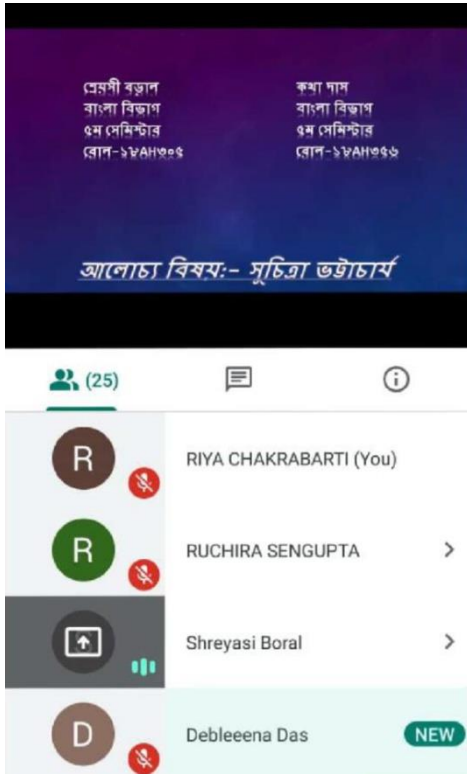 শ্রেয়সী বড়াল
বাংলা বিভাগ
৫ম সেমিস্টার
রোল-১৮AH৩০৫
কথা দাস
বাংলা বিভাগ
৫ম সেমিস্টার
রোল-১৮AH৩৫৬
আলোচ্য বিষয়:- সুচিত্রা ভট্টাচার্য
(25)
R
RIYA CHAKRABARTI (You)
R
RUCHIRA SENGUPTA
Shreyasi Boral
D
Debleeena Das
NEW